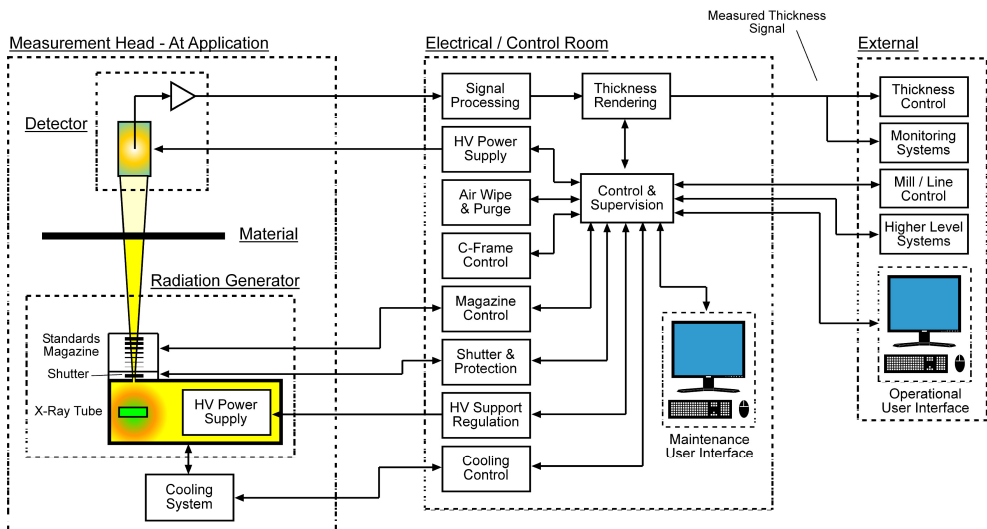 Measured Thickness
Signal
Measurement Head - At Application
Electrical / Control Room
External
Detector
Signal
Processing
Thickness
Rendering
Thickness
Control
HV Power
Supply
Monitoring
Systems
Air Wipe
& Purge
Control &
Supervision
Mill / Line
Control
Material
C-Frame
Control
Higher Level
Systems
Radiation Generator
Magazine
Control
Standards
Magazine
Shutter
Shutter &
Protection
X-Ray Tube
HV Power
Supply
HV Support
Regulation
Operational
User Interface
Maintenance
User Interface
Cooling
Control
Cooling
System